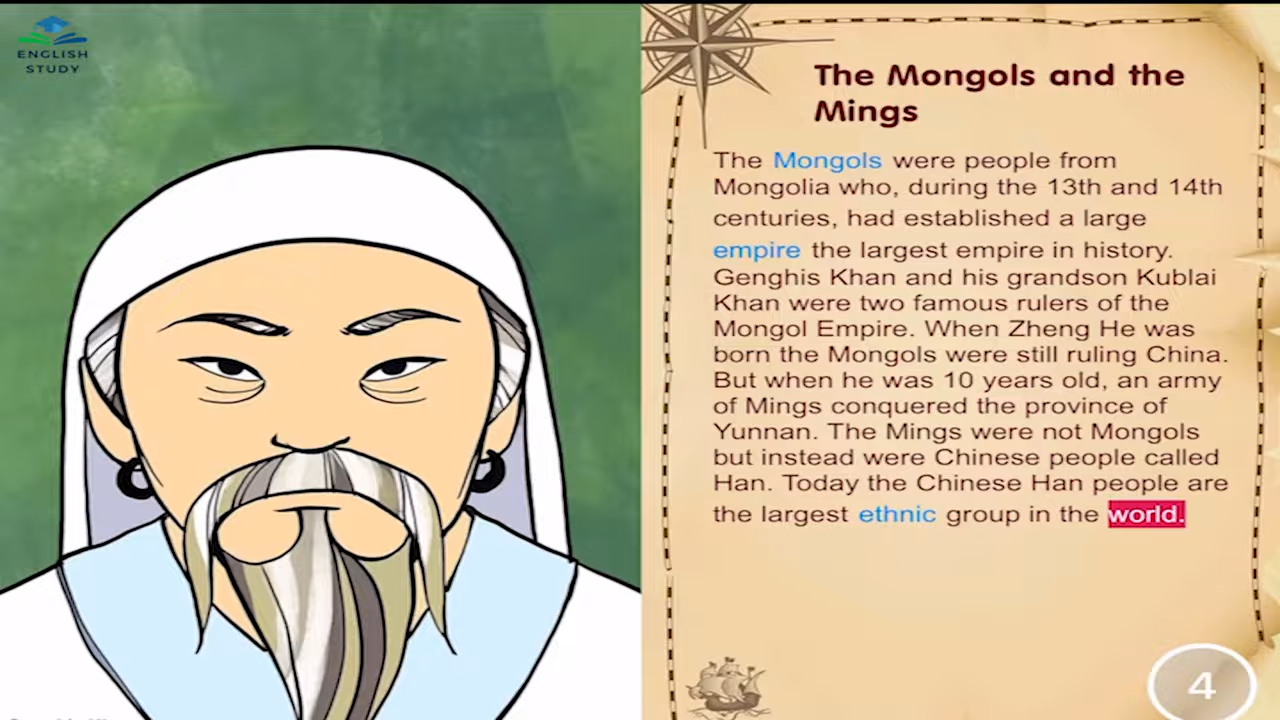 ENGLISH
STUDY
The Mongols and the
Mings
The Mongols were people from
Mongolia who, during the 13th and 14th
centuries, had established a large
empire the largest empire in history.
Genghis Khan and his grandson Kublai
Khan were two famous rulers of the
Mongol Empire. When Zheng He was
born the Mongols were still ruling China.
But when he was 10 years old, an army
of Mings conquered the province of
Yunnan. The Mings were not Mongols
but instead were Chinese people called
Han. Today the Chinese Han people are
the largest ethnic group in the world.
4